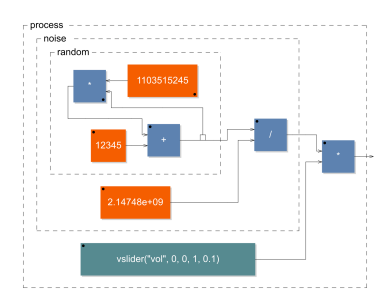 process
noise
random
*
1103515245
12345
+
/
*
2.14748e+09
vslider("vol", 0, 0, 1, 0.1)